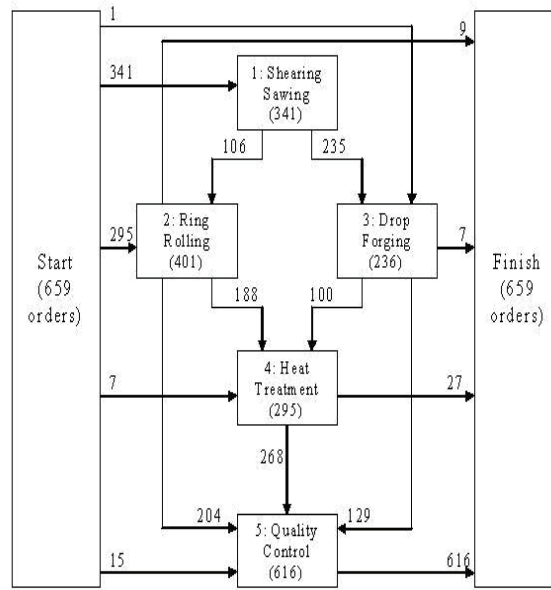 1
9
341
1: Shearing
Sawing
(341)
106
235
295
2: Ring
Rolling
(401)
3: Drop
Forging
(236)
7
Start
(659
orders)
Finish
(659
orders)
188
100
7
4: Heat
Treatment
(295)
27
268
204
129
5: Quality
Control
(616)
15
616